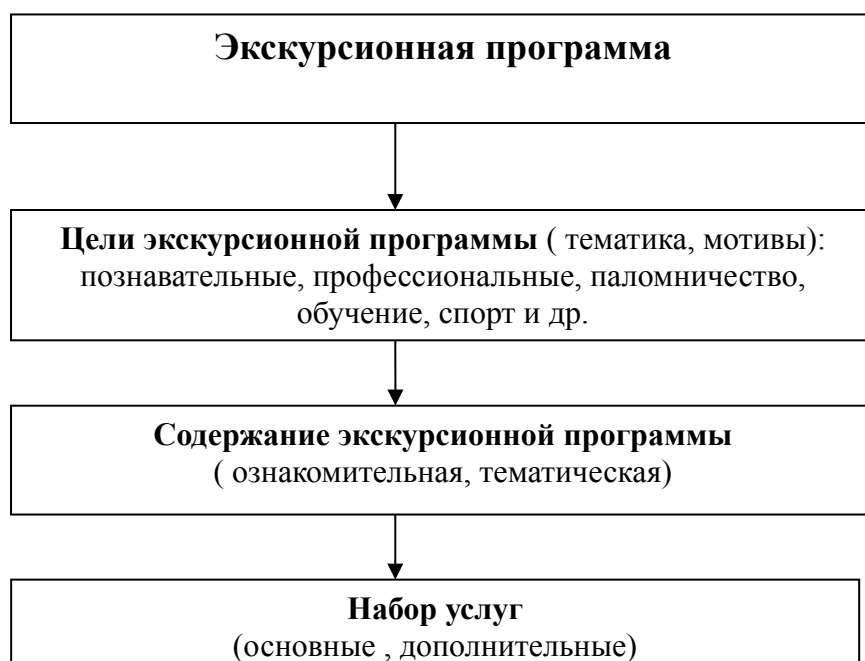 Экскурсионная программа
Цели экскурсионной программы ( тематика, мотивы):
познавательные, профессиональные, паломничество,
обучение, спорт и др.
Содержание экскурсионной программы
( ознакомительная, тематическая)
Набор услуг
(основные , дополнительные)